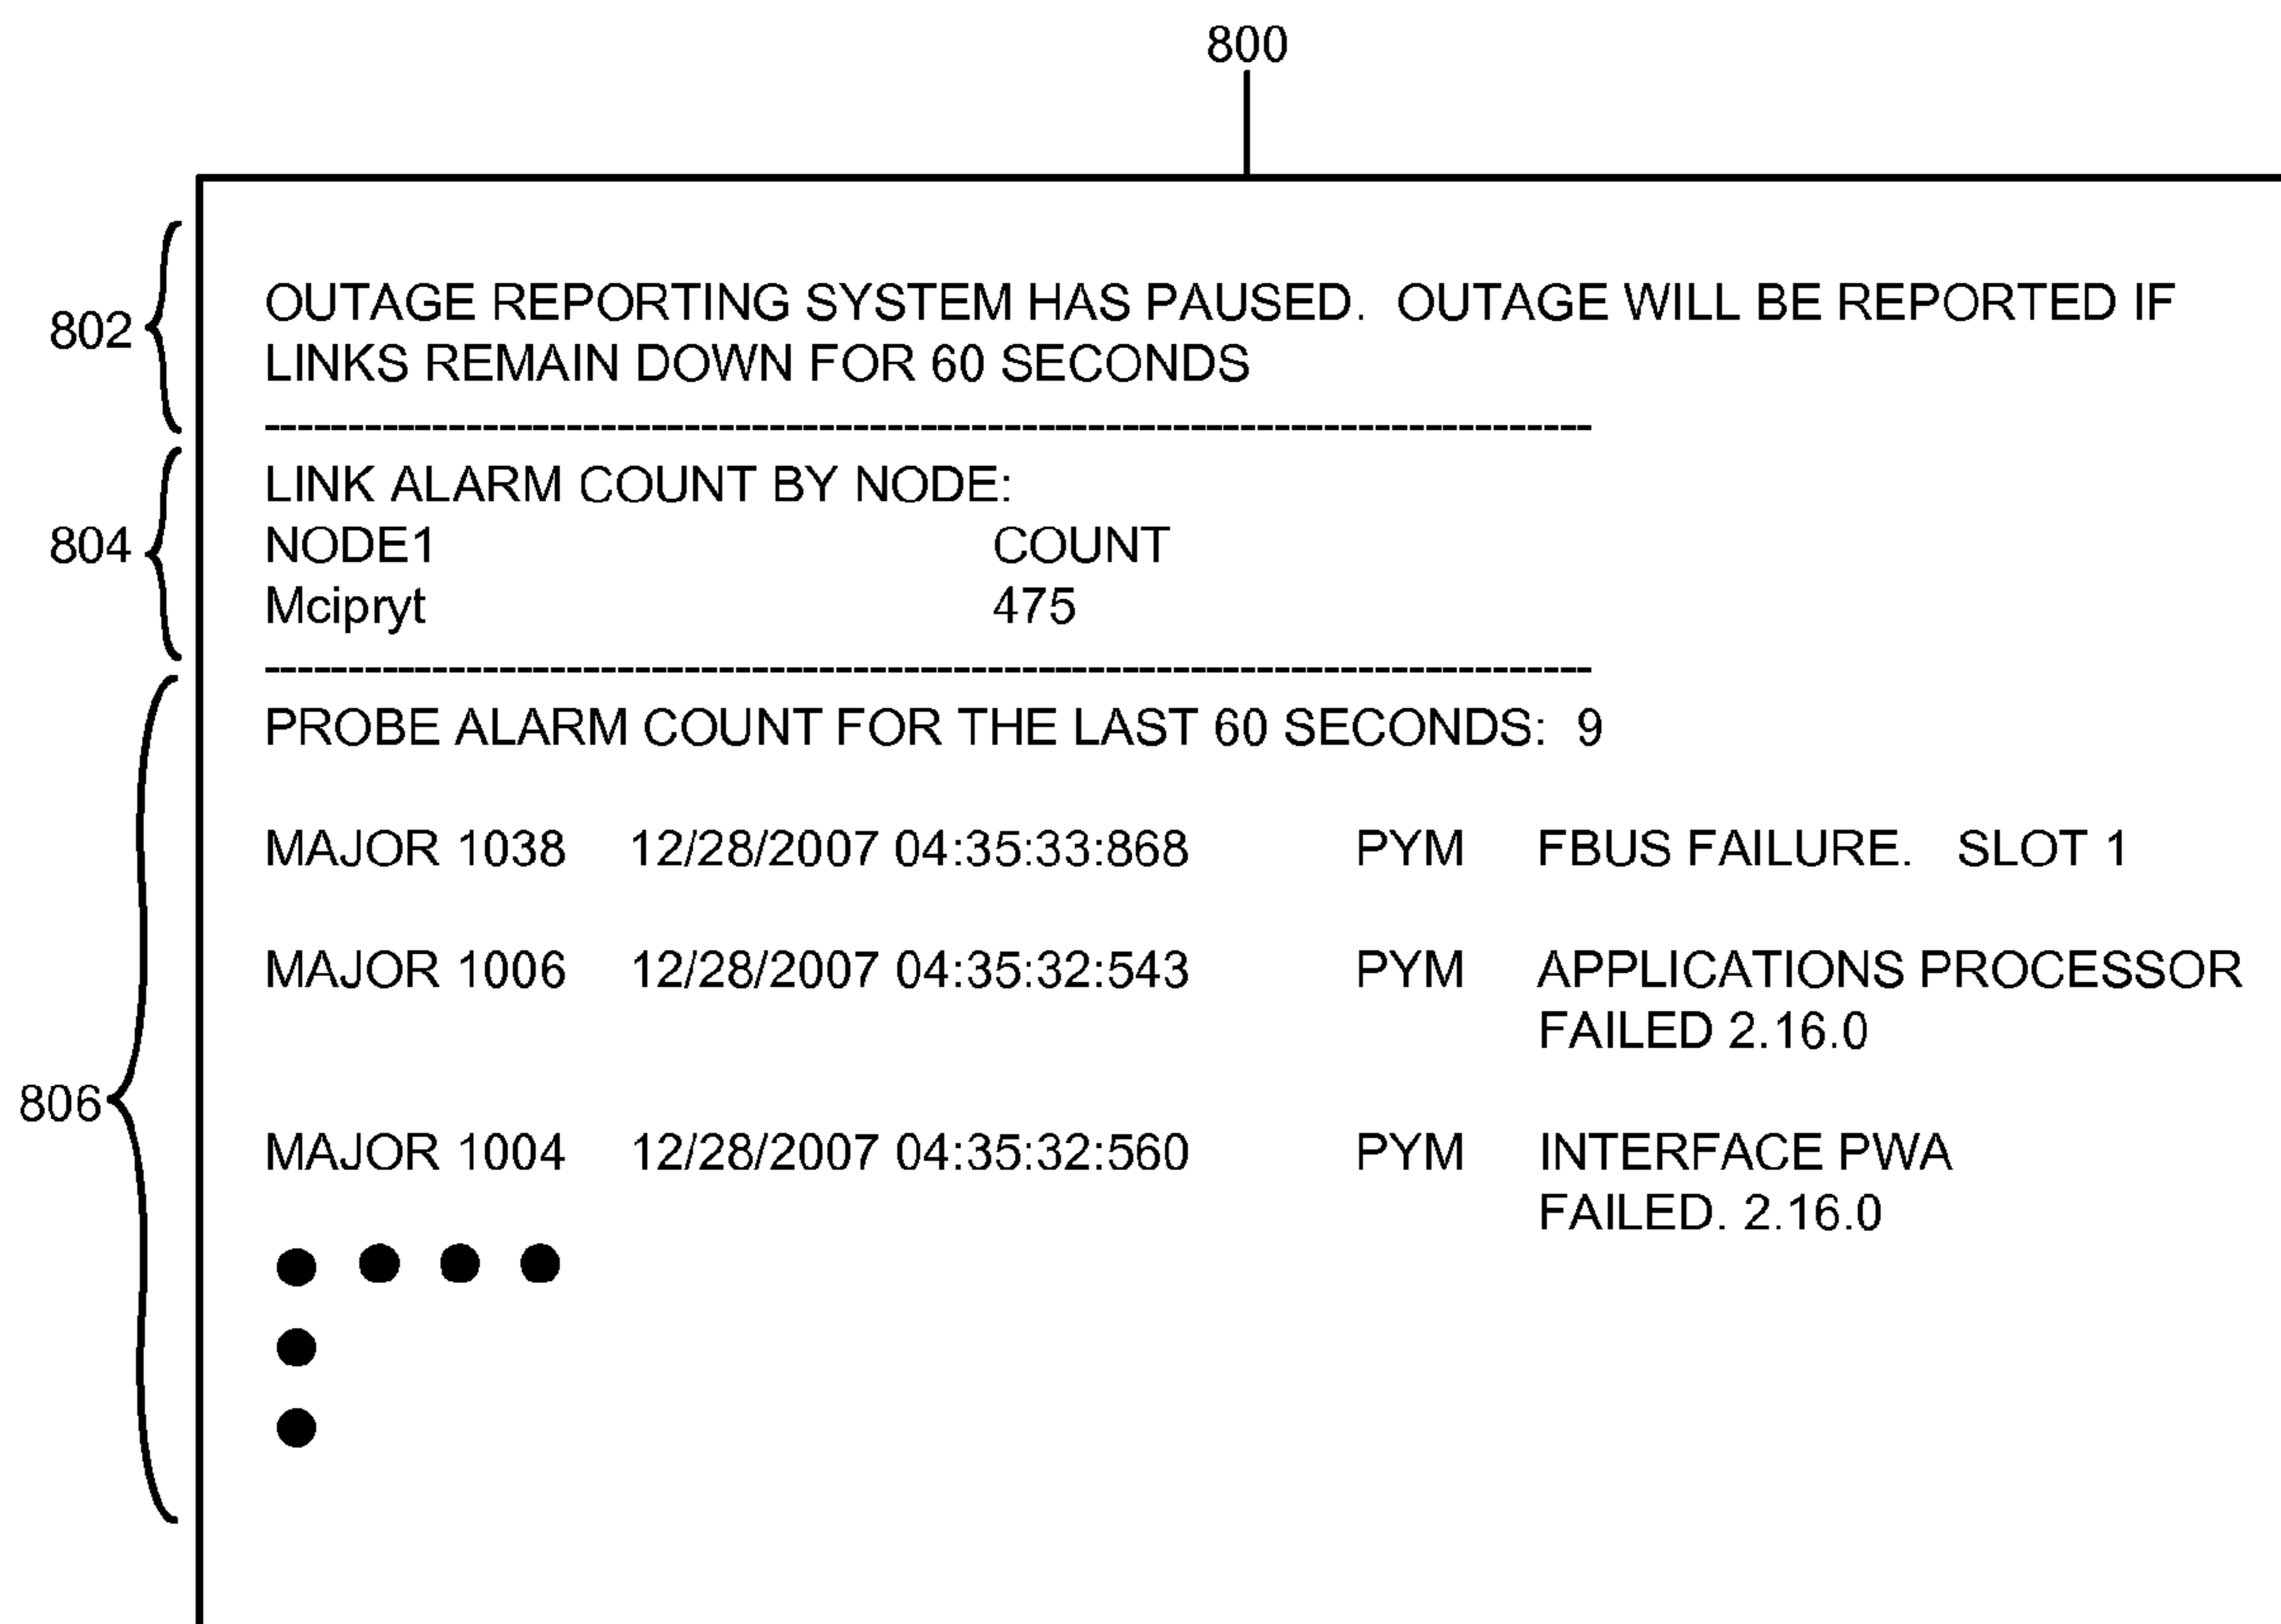 800
802
OUTAGE REPORTING SYSTEM HAS PAUSED. OUTAGE WILL BE REPORTED IF
LINKS REMAIN DOWN FOR 60 SECONDS
--------------------------------------------------------------------------------
804
LINK ALARM COUNT BY NODE:
NODE1 COUNT
Mcipryt 475
--------------------------------------------------------------------------------
806
PROBE ALARM COUNT FOR THE LAST 60 SECONDS: 9
MAJOR 1038 12/28/2007 04:35:33:868 PYM FBUS FAILURE. SLOT 1
MAJOR 1006 12/28/2007 04:35:32:543 PYM APPLICATIONS PROCESSOR
FAILED 2.16.0
MAJOR 1004 12/28/2007 04:35:32:560 PYM INTERFACE PWA
FAILED. 2.16.0